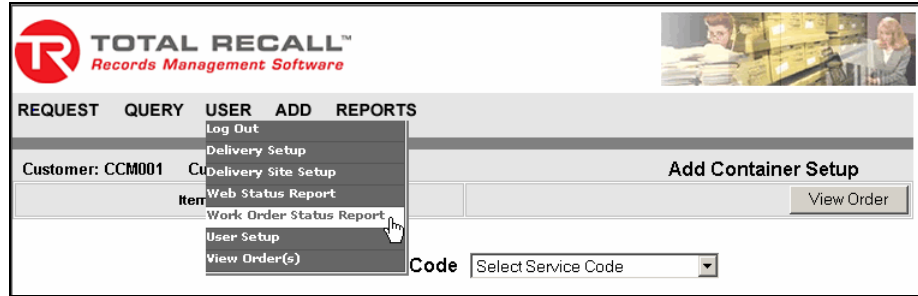 TOTAL RECALL™
Records Management Software
REQUEST QUERY USER ADD REPORTS
Log Out
Delivery Setup
Customer: CCM001 Cu
Delivery Site Setup
Add Container Setup
Item
Web Status Report
View Order
Work Order Status Report
User Setup
View Order(s)
Code Select Service Code